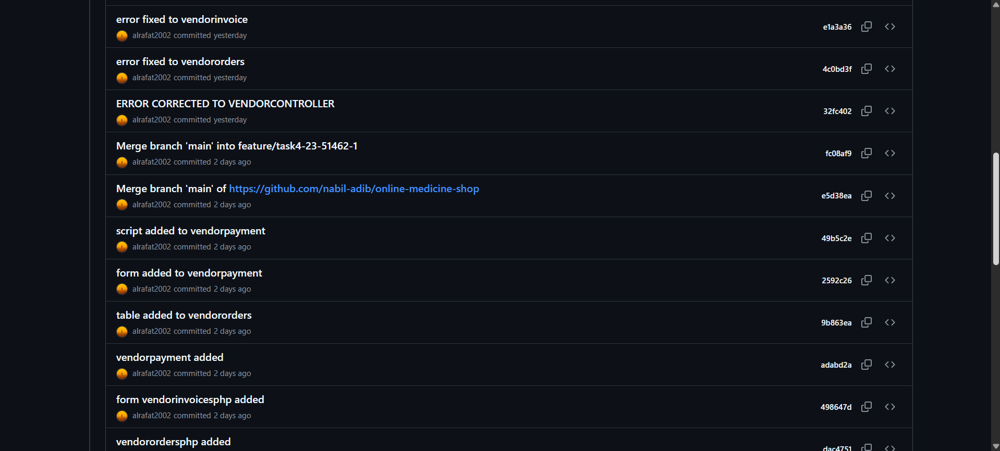 error fixed to vendorinvoice
alrafat2002 committed yesterday
e1a3a36
error fixed to vendororders
alrafat2002 committed yesterday
4c0bd3f
ERROR CORRECTED TO VENDORCONTROLLER
alrafat2002 committed yesterday
32fc402
Merge branch 'main' into feature/task4-23-51462-1
alrafat2002 committed 2 days ago
fc08af9
Merge branch 'main' of https://github.com/nabil-adib/online-medicine-shop
alrafat2002 committed 2 days ago
e5d38ea
script added to vendorpayment
alrafat2002 committed 2 days ago
49b5c2e
form added to vendorpayment
alrafat2002 committed 2 days ago
2592c26
table added to vendororders
alrafat2002 committed 2 days ago
9b863ea
vendorpayment added
alrafat2002 committed 2 days ago
adabd2a
form vendorinvoicesphp added
alrafat2002 committed 2 days ago
498647d
vendorordersphp added
dac4751